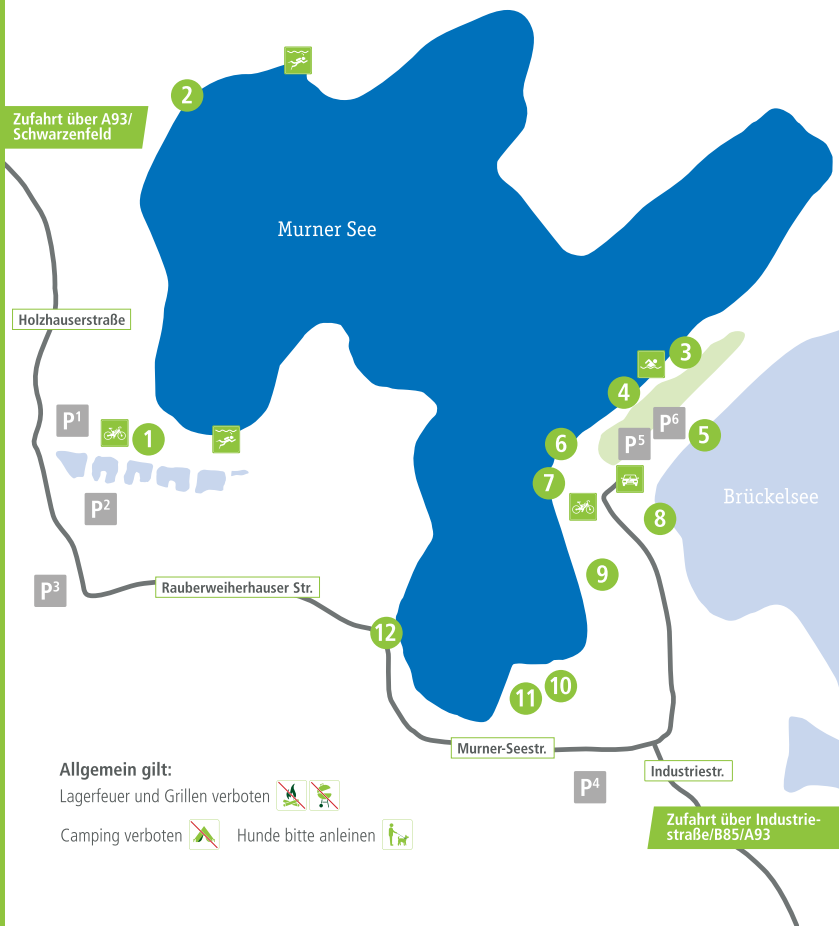 2
Zufahrt über A93/
Schwarzenfeld
Murner See
Holzhauserstraße
3
4
P1
1
5
P6
P5
6
7
P2
Brückelsee
8
9
P3
Rauberweiherhauser Str.
12
10
11
Murner-Seestr.
Industriestr.
P4
Allgemein gilt:
Lagerfeuer und Grillen verboten
Camping verboten
Hunde bitte anleinen
Zufahrt über Industrie-
straße/B85/A93